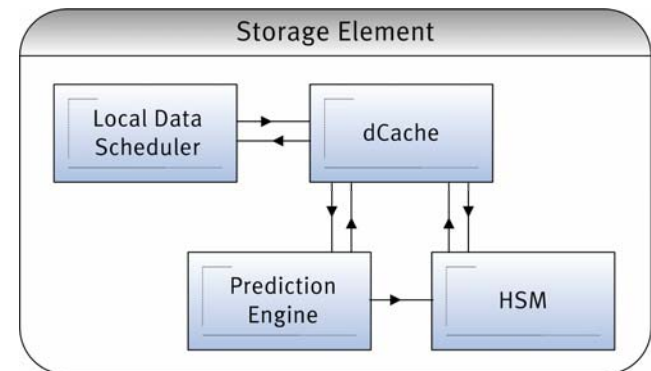 Storage Element
Local Data
Scheduler
dCache
Prediction
Engine
HSM